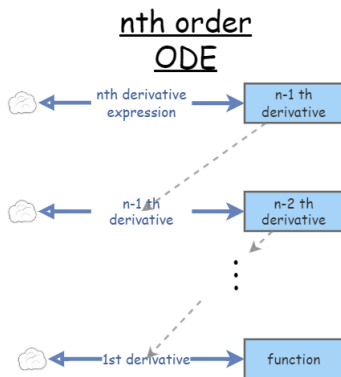 nth order
ODE
nth derivative
expression
n-1 th
derivative
n-1 th
derivative
n-2 th
derivative
1st derivative
function